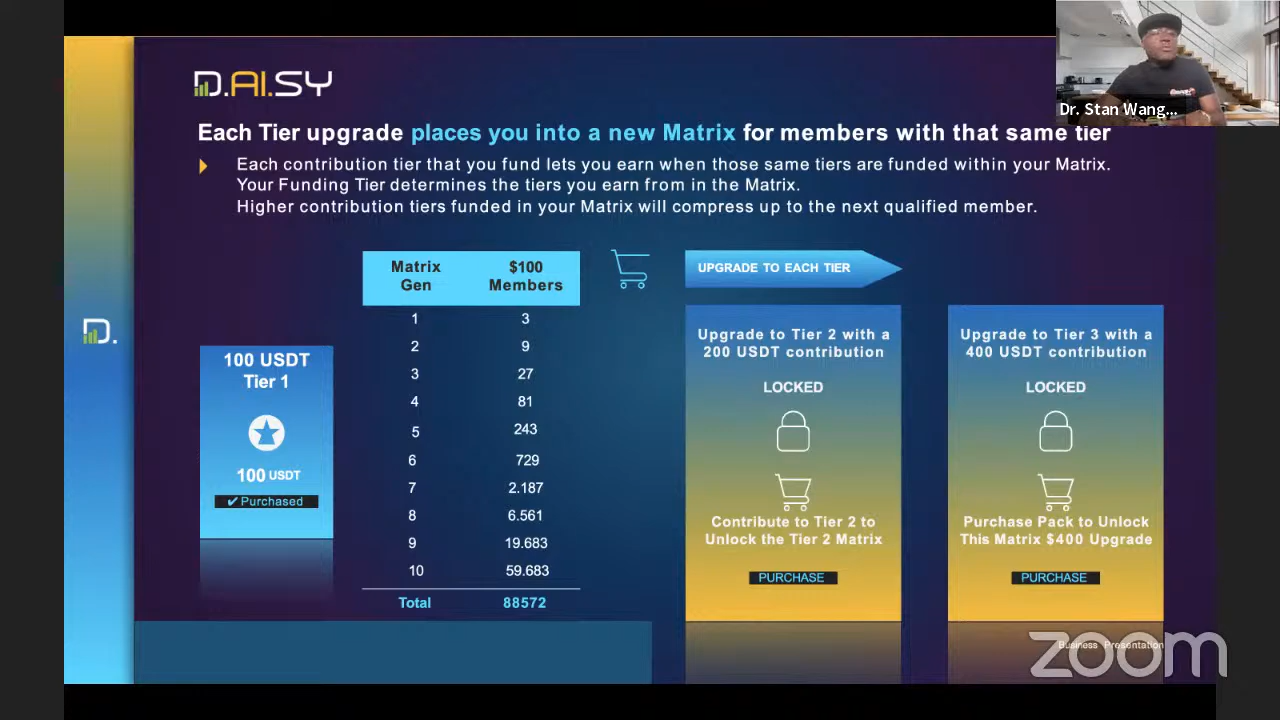 D.AI.SY
Dr. Stan Wang...
Each Tier upgrade places you into a new Matrix for members with that same tier
Each contribution tier that you fund lets you earn when those same tiers are funded within your Matrix.
Your Funding Tier determines the tiers you earn from in the Matrix.
Higher contribution tiers funded in your Matrix will compress up to the next qualified member.
D.
100 USDT
Tier 1
100 USDT
✔ Purchased
Matrix Gen $100 Members
1 3
2 9
3 27
4 81
5 243
6 729
7 2.187
8 6.561
9 19.683
10 59.683
Total 88572
UPGRADE TO EACH TIER
Upgrade to Tier 2 with a
200 USDT contribution
LOCKED
Contribute to Tier 2 to
Unlock the Tier 2 Matrix
PURCHASE
Upgrade to Tier 3 with a
400 USDT contribution
LOCKED
Purchase Pack to Unlock
This Matrix $400 Upgrade
PURCHASE
Business Presentation
zoom